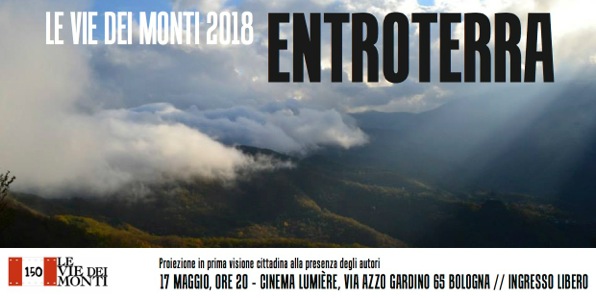 LE VIE DEI MONTI 2018
ENTROTERRA
150
LE
VIE DEI
MONTI
Proiezione in prima visione cittadina alla presenza degli autori
17 MAGGIO, ORE 20 - CINEMA LUMIÈRE, VIA AZZO GARDINO 65 BOLOGNA // INGRESSO LIBERO